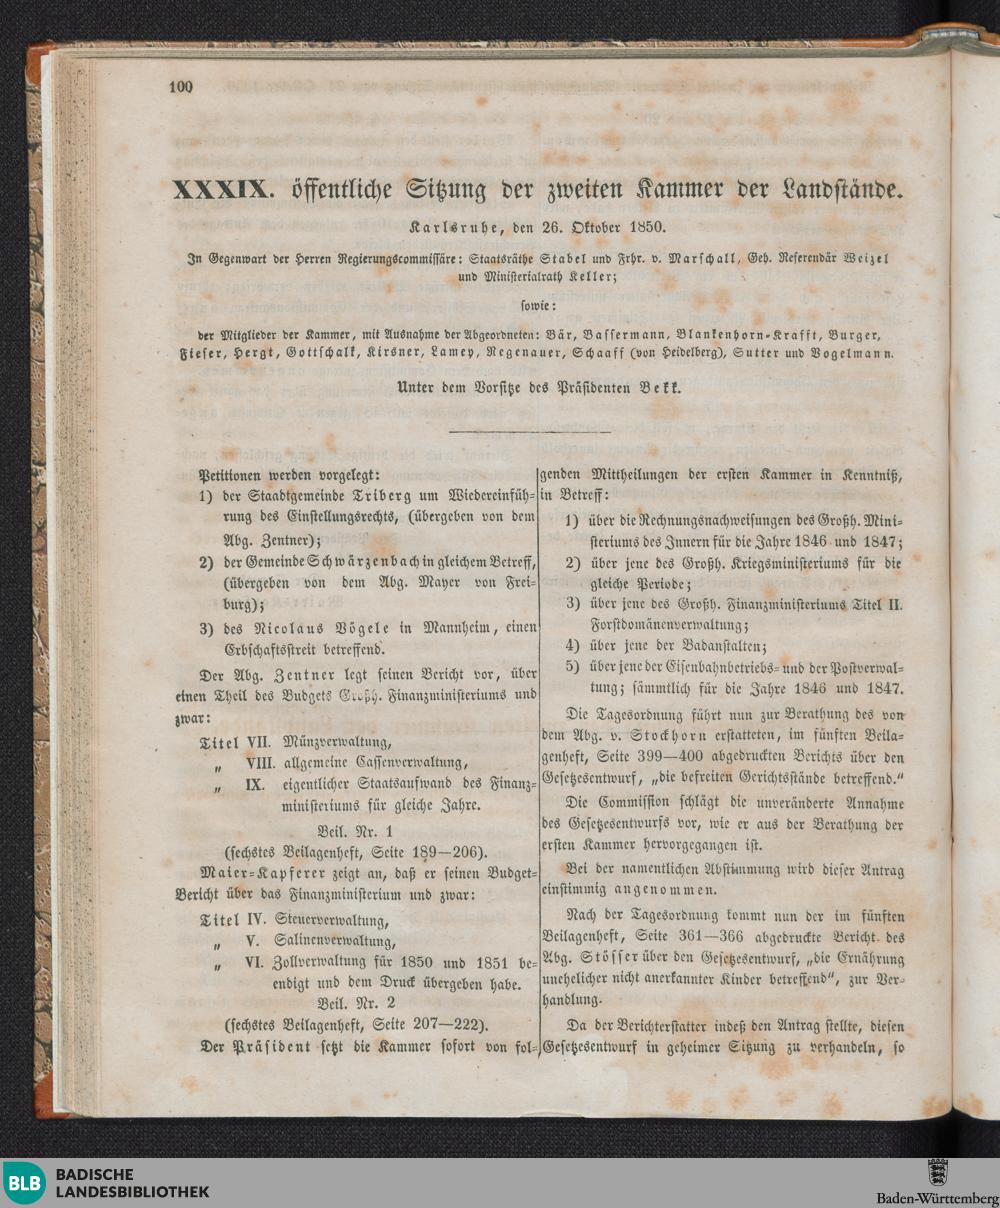 100
XXXIX. öffentliche Sitzung der zweiten Kammer der Landstände.
Karlsruhe, den 26. Oktober 1850.
In Gegenwart der Herren Regierungscommissäre: Staatsräthe Stabel und Frhr. v. Marschall, Geh. Referendär Weizel
und Ministerialrath Keller;
sowie:
der Mitglieder der Kammer, mit Ausnahme der Abgeordneten: Bär, Bassermann, Blankenhorn-Krafft, Burger,
Fieser, Hergt, Gottschalk, Kirsner, Lamey, Regenauer, Schaaff (von Heidelberg), Sutter und Vogelmann.
Unter dem Vorsitze des Präsidenten Bekk.
Petitionen werden vorgelegt:
1) der Staadtgemeinde Triberg um Wiedereinfüh-
rung des Einstellungsrechts, (übergeben von dem
Abg. Zentner);
2) der Gemeinde Schwärzenbach in gleichem Betreff,
(übergeben von dem Abg. Mayer von Frei-
burg);
3) des Nicolaus Vögele in Mannheim, einen
Erbschaftsstreit betreffend.
Der Abg. Zentner legt seinen Bericht vor, über
einen Theil des Budgets Großh. Finanzministeriums und
zwar:
Titel VII. Münzverwaltung,
„ VIII. allgemeine Cassenverwaltung,
„ IX. eigentlicher Staatsaufwand des Finanz-
ministeriums für gleiche Jahre.
Beil. Nr. 1
(sechstes Beilagenheft, Seite 189—206).
Maier-Kapferer zeigt an, daß er seinen Budget-
Bericht über das Finanzministerium und zwar:
Titel IV. Steuerverwaltung,
„ V. Salinenverwaltung,
„ VI. Zollverwaltung für 1850 und 1851 be-
endigt und dem Druck übergeben habe.
Beil. Nr. 2
(sechstes Beilagenheft, Seite 207—222).
Der Präsident setzt die Kammer sofort von fol-
genden Mittheilungen der ersten Kammer in Kenntniß,
in Betreff:
1) über die Rechnungsnachweisungen des Großh. Mini-
steriums des Innern für die Jahre 1846 und 1847;
2) über jene des Großh. Kriegsministeriums für die
gleiche Periode;
3) über jene des Großh. Finanzministeriums Titel II.
Forstdomänenverwaltung;
4) über jene der Badanstalten;
5) über jene der Eisenbahnbetriebs- und der Postverwal-
tung; sämmtlich für die Jahre 1846 und 1847.
Die Tagesordnung führt nun zur Berathung des von
dem Abg. v. Stockhorn erstatteten, im fünften Beila-
genheft, Seite 399—400 abgedruckten Berichts über den
Gesetzesentwurf, „die befreiten Gerichtsstände betreffend.“
Die Commission schlägt die unveränderte Annahme
des Gesetzesentwurfs vor, wie er aus der Berathung der
ersten Kammer hervorgegangen ist.
Bei der namentlichen Abstimmung wird dieser Antrag
einstimmig angenommen.
Nach der Tagesordnung kommt nun der im fünften
Beilagenheft, Seite 361—366 abgedruckte Bericht des
Abg. Stösser über den Gesetzesentwurf, „die Ernährung
unehelicher nicht anerkannter Kinder betreffend“, zur Ver-
handlung.
Da der Berichterstatter indeß den Antrag stellte, diesen
Gesetzesentwurf in geheimer Sitzung zu verhandeln, so
BLB
BADISCHE
LANDESBIBLIOTHEK
Baden-Württemberg